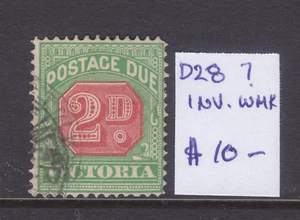 POSTAGE DUE
2D.
VICTORIA
D28 ?
INV. WMK
$10-